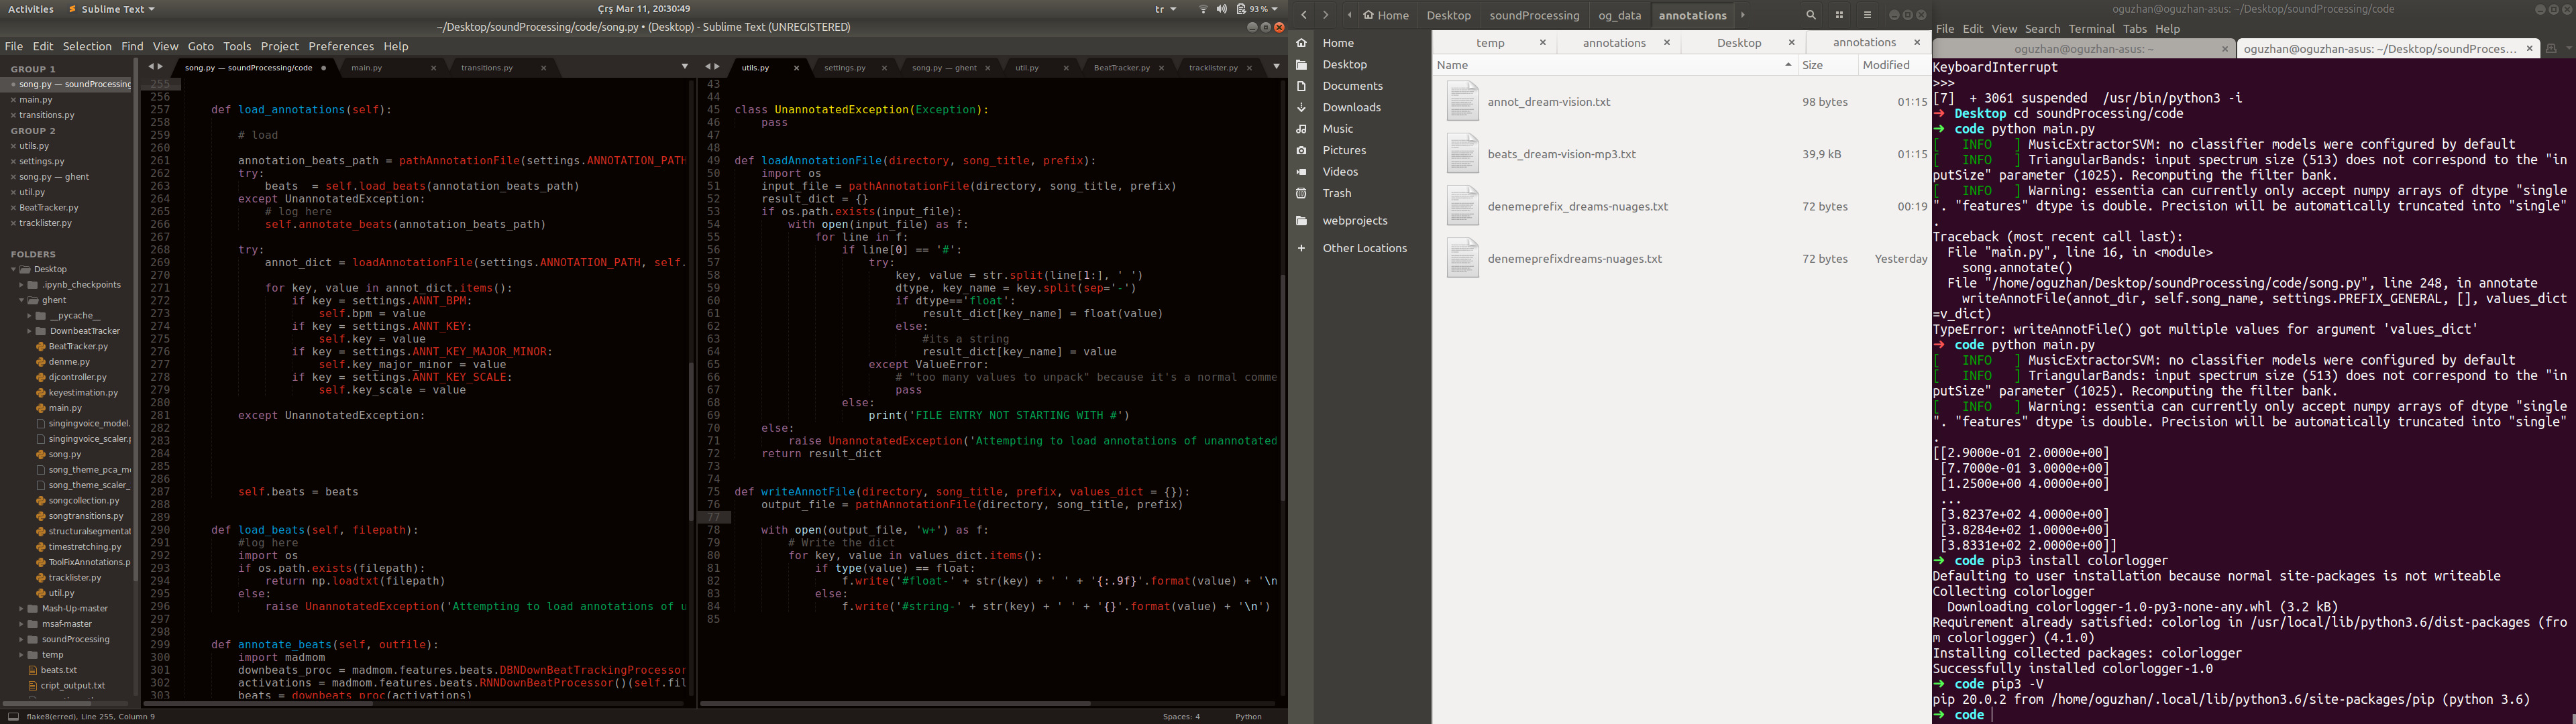 Activities
Sublime Text
Çrş Mar 11, 20:30:49
tr
93 %
~/Desktop/soundProcessing/code/song.py • (Desktop) - Sublime Text (UNREGISTERED)
File Edit Selection Find View Goto Tools Project Preferences Help
GROUP 1
song.py — soundProcessing
main.py
transitions.py
GROUP 2
utils.py
settings.py
song.py — ghent
util.py
BeatTracker.py
tracklister.py
FOLDERS
Desktop
.ipynb_checkpoints
ghent
__pycache__
DownbeatTracker
BeatTracker.py
denme.py
djcontroller.py
keyestimation.py
main.py
singingvoice_model.
singingvoice_scaler.p
song.py
song_theme_pca_m
song_theme_scaler_
songcollection.py
songtransitions.py
structuralsegmentat
timestretching.py
ToolFixAnnotations.p
tracklister.py
util.py
Mash-Up-master
msaf-master
soundProcessing
temp
beats.txt
cript_output.txt
song.py — soundProcessing/code
main.py
transitions.py
255
256
257 def load_annotations(self):
258
259 # load
260
261 annotation_beats_path = pathAnnotationFile(settings.ANNOTATION_PATH
262 try:
263 beats  = self.load_beats(annotation_beats_path)
264 except UnannotatedException:
265 # log here
266 self.annotate_beats(annotation_beats_path)
267
268 try:
269 annot_dict = loadAnnotationFile(settings.ANNOTATION_PATH, self.
270
271 for key, value in annot_dict.items():
272 if key = settings.ANNT_BPM:
273 self.bpm = value
274 if key = settings.ANNT_KEY:
275 self.key = value
276 if key = settings.ANNT_KEY_MAJOR_MINOR:
277 self.key_major_minor = value
278 if key = settings.ANNT_KEY_SCALE:
279 self.key_scale = value
280
281 except UnannotatedException:
282
283
284
285
286
287 self.beats = beats
288
289
290 def load_beats(self, filepath):
291 #log here
292 import os
293 if os.path.exists(filepath):
294 return np.loadtxt(filepath)
295 else:
296 raise UnannotatedException('Attempting to load annotations of u
297
298
299 def annotate_beats(self, outfile):
300 import madmom
301 downbeats_proc = madmom.features.beats.DBNDownBeatTrackingProcessor
302 activations = madmom.features.beats.RNNDownBeatProcessor()(self.fil
303 beats = downbeats_proc(activations)
utils.py
settings.py
song.py — ghent
util.py
BeatTracker.py
tracklister.py
43
44
45 class UnannotatedException(Exception):
46 pass
47
48
49 def loadAnnotationFile(directory, song_title, prefix):
50 import os
51 input_file = pathAnnotationFile(directory, song_title, prefix)
52 result_dict = {}
53 if os.path.exists(input_file):
54 with open(input_file) as f:
55 for line in f:
56 if line[0] == '#':
57 try:
58 key, value = str.split(line[1:], ' ')
59 dtype, key_name = key.split(sep='-')
60 if dtype=='float':
61 result_dict[key_name] = float(value)
62 else:
63 #its a string
64 result_dict[key_name] = value
65 except ValueError:
66 # "too many values to unpack" because it's a normal comme
67 pass
68 else:
69 print('FILE ENTRY NOT STARTING WITH #')
70 else:
71 raise UnannotatedException('Attempting to load annotations of unannotated
72 return result_dict
73
74
75 def writeAnnotFile(directory, song_title, prefix, values_dict = {}):
76 output_file = pathAnnotationFile(directory, song_title, prefix)
77
78 with open(output_file, 'w+') as f:
79 # Write the dict
80 for key, value in values_dict.items():
81 if type(value) == float:
82 f.write('#float-' + str(key) + ' ' + '{:.9f}'.format(value) + '\n
83 else:
84 f.write('#string-' + str(key) + ' ' + '{}'.format(value) + '\n')
85
flake8(erred), Line 255, Column 9
Spaces: 4
Python
Home Desktop soundProcessing og_data annotations
Home
Desktop
Documents
Downloads
Music
Pictures
Videos
Trash
webprojects
Other Locations
temp
annotations
Desktop
annotations
Name Size Modified
annot_dream-vision.txt 98 bytes 01:15
beats_dream-vision-mp3.txt 39,9 kB 01:15
denemeprefix_dreams-nuages.txt 72 bytes 00:19
denemeprefixdreams-nuages.txt 72 bytes Yesterday
oguzhan@oguzhan-asus: ~/Desktop/soundProcessing/code
File Edit View Search Terminal Tabs Help
oguzhan@oguzhan-asus: ~
oguzhan@oguzhan-asus: ~/Desktop/soundProces...
KeyboardInterrupt
>>>
[7]  + 3061 suspended  /usr/bin/python3 -i
➜ Desktop cd soundProcessing/code
➜ code python main.py
[ INFO ] MusicExtractorSVM: no classifier models were configured by default
[ INFO ] TriangularBands: input spectrum size (513) does not correspond to the "in
putSize" parameter (1025). Recomputing the filter bank.
[ INFO ] Warning: essentia can currently only accept numpy arrays of dtype "single
". "features" dtype is double. Precision will be automatically truncated into "single"
.
Traceback (most recent call last):
File "main.py", line 16, in <module>
song.annotate()
File "/home/oguzhan/Desktop/soundProcessing/code/song.py", line 248, in annotate
writeAnnotFile(annot_dir, self.song_name, settings.PREFIX_GENERAL, [], values_dict
=v_dict)
TypeError: writeAnnotFile() got multiple values for argument 'values_dict'
➜ code python main.py
[ INFO ] MusicExtractorSVM: no classifier models were configured by default
[ INFO ] TriangularBands: input spectrum size (513) does not correspond to the "in
putSize" parameter (1025). Recomputing the filter bank.
[ INFO ] Warning: essentia can currently only accept numpy arrays of dtype "single
". "features" dtype is double. Precision will be automatically truncated into "single"
.
[[2.9000e-01 2.0000e+00]
[7.7000e-01 3.0000e+00]
[1.2500e+00 4.0000e+00]
...
[3.8237e+02 4.0000e+00]
[3.8284e+02 1.0000e+00]
[3.8331e+02 2.0000e+00]]
➜ code pip3 install colorlogger
Defaulting to user installation because normal site-packages is not writeable
Collecting colorlogger
Downloading colorlogger-1.0-py3-none-any.whl (3.2 kB)
Requirement already satisfied: colorlog in /usr/local/lib/python3.6/dist-packages (fro
m colorlogger) (4.1.0)
Installing collected packages: colorlogger
Successfully installed colorlogger-1.0
➜ code pip3 -V
pip 20.0.2 from /home/oguzhan/.local/lib/python3.6/site-packages/pip (python 3.6)
➜ code